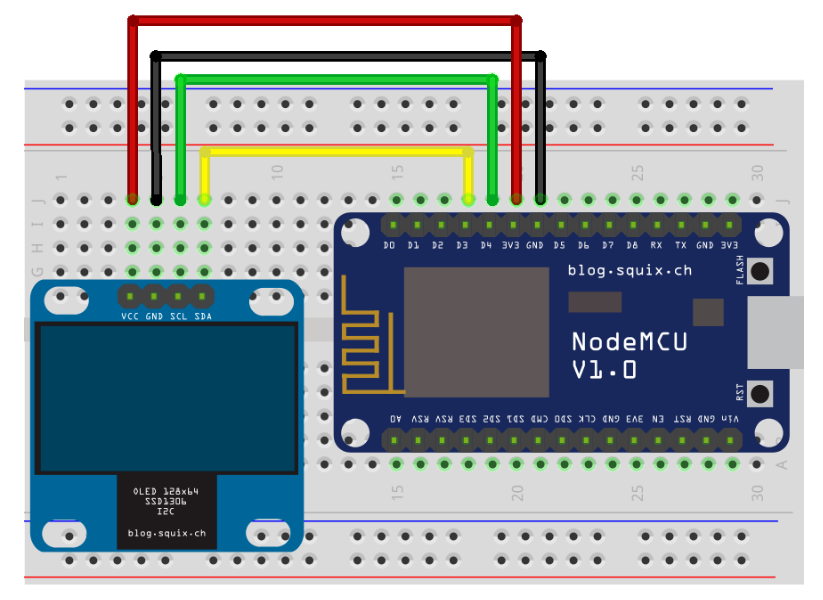 1 10 15 25 30
J J
I
H
G
D0 D1 D2 D3 D4 3V3 GND D5 D6 D7 D8 RX TX GND 3V3
blog.squix.ch
FLASH
VCC GND SCL SDA
NodeMCU
V1.0
RST
A0 RSV RSV SD3 SD2 SD1 CMD SD0 CLK GND 3V3 EN RST GND Vin
A
OLED 128x64
SSD1306
I2C
blog.squix.ch
15 20 25 30